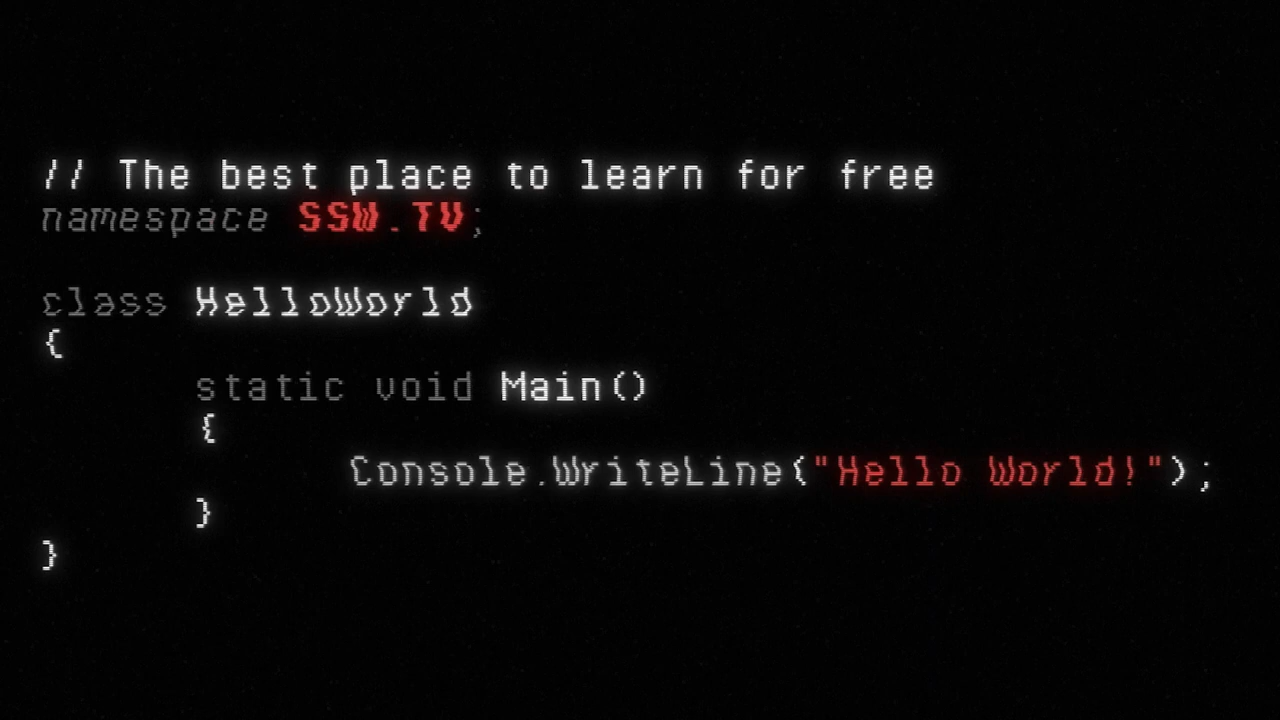 // The best place to learn for free
namespace SSW.TV;
class HelloWorld
{
static void Main()
{
Console.WriteLine("Hello World!");
}
}